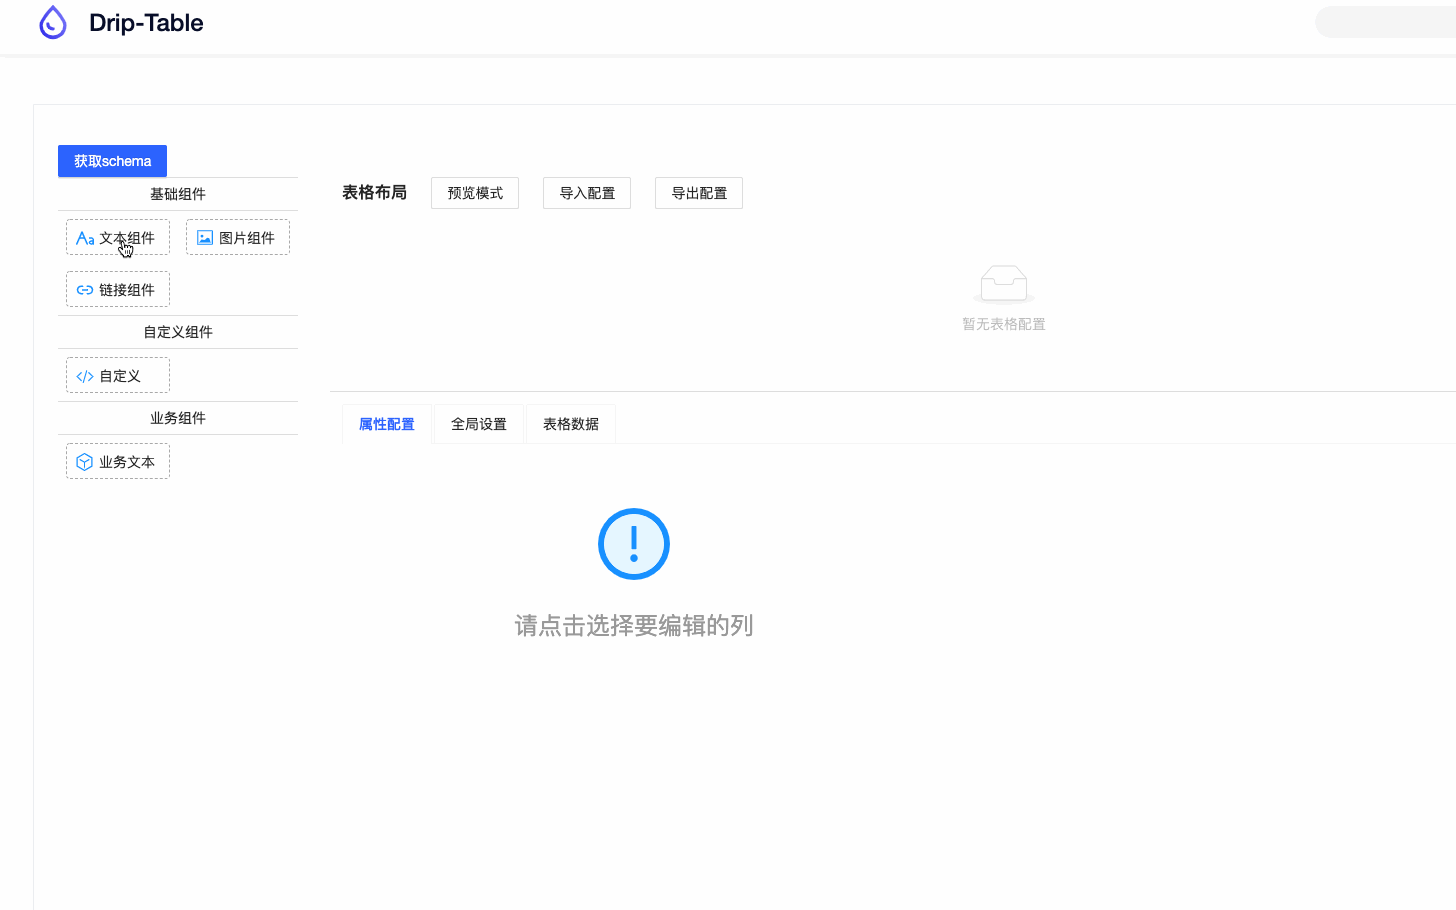 Drip-Table
获取schema
基础组件
文本组件
图片组件
链接组件
自定义组件
自定义
业务组件
业务文本
表格布局
预览模式
导入配置
导出配置
暂无表格配置
属性配置
全局设置
表格数据
请点击选择要编辑的列